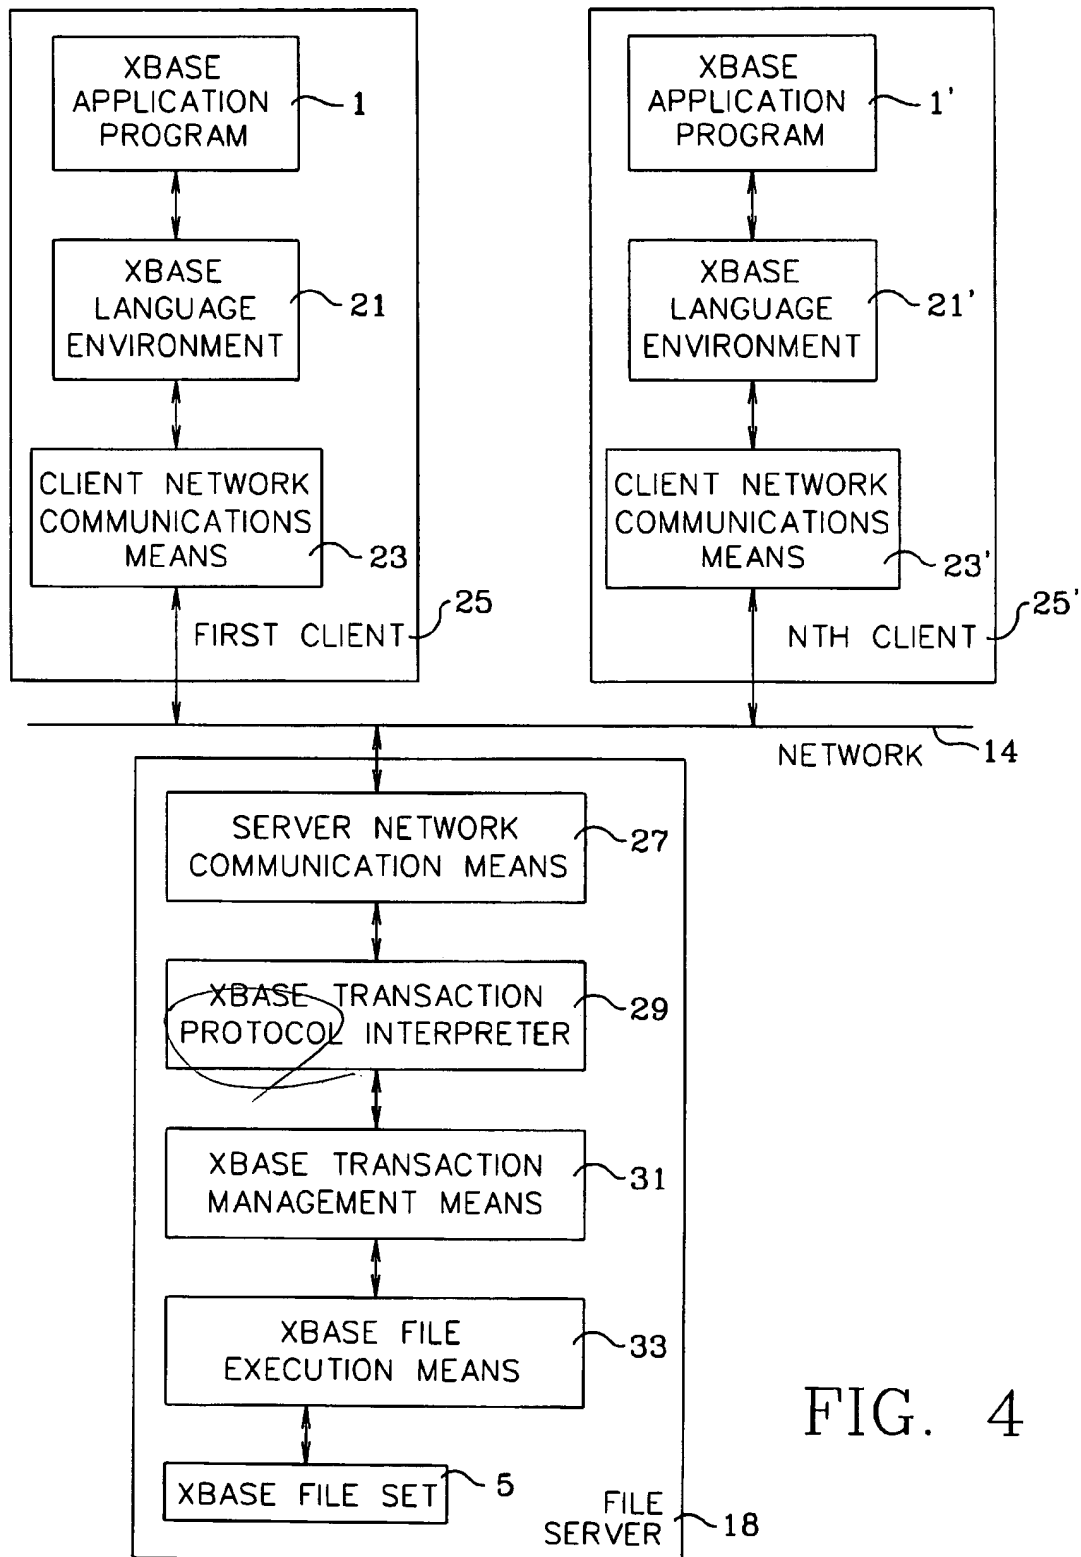 XBASE
APPLICATION
PROGRAM
1
XBASE
LANGUAGE
ENVIRONMENT
21
CLIENT NETWORK
COMMUNICATIONS
MEANS
23
FIRST CLIENT
25
XBASE
APPLICATION
PROGRAM
1'
XBASE
LANGUAGE
ENVIRONMENT
21'
CLIENT NETWORK
COMMUNICATIONS
MEANS
23'
NTH CLIENT
25'
NETWORK
14
SERVER NETWORK
COMMUNICATION MEANS
27
XBASE TRANSACTION
PROTOCOL INTERPRETER
29
XBASE TRANSACTION
MANAGEMENT MEANS
31
XBASE FILE
EXECUTION MEANS
33
XBASE FILE SET
5
FILE
SERVER
18
FIG. 4